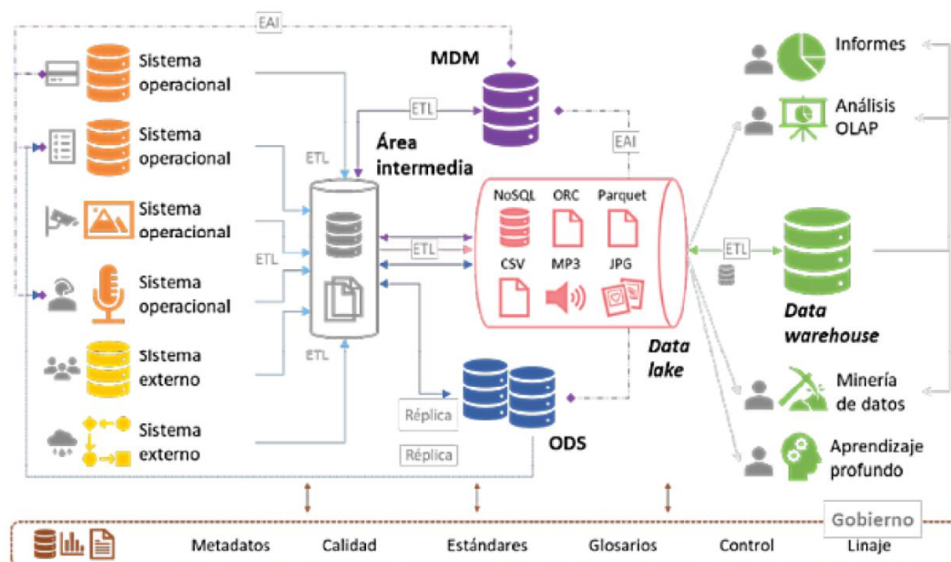 EAI
Sistema
operacional
MDM
Informes
ETL
Análisis
OLAP
Sistema
operacional
ETL
Área
intermedia
EAI
NoSQL ORC Parquet
Sistema
operacional
ETL
ETL
ETL
CSV MP3 JPG
Sistema
operacional
Data
warehouse
ETL
SIstema
externo
Data
lake
Minería
de datos
Réplica
Sistema
externo
ODS
Réplica
Aprendizaje
profundo
Gobierno
Metadatos Calidad Estándares Glosarios Control Linaje